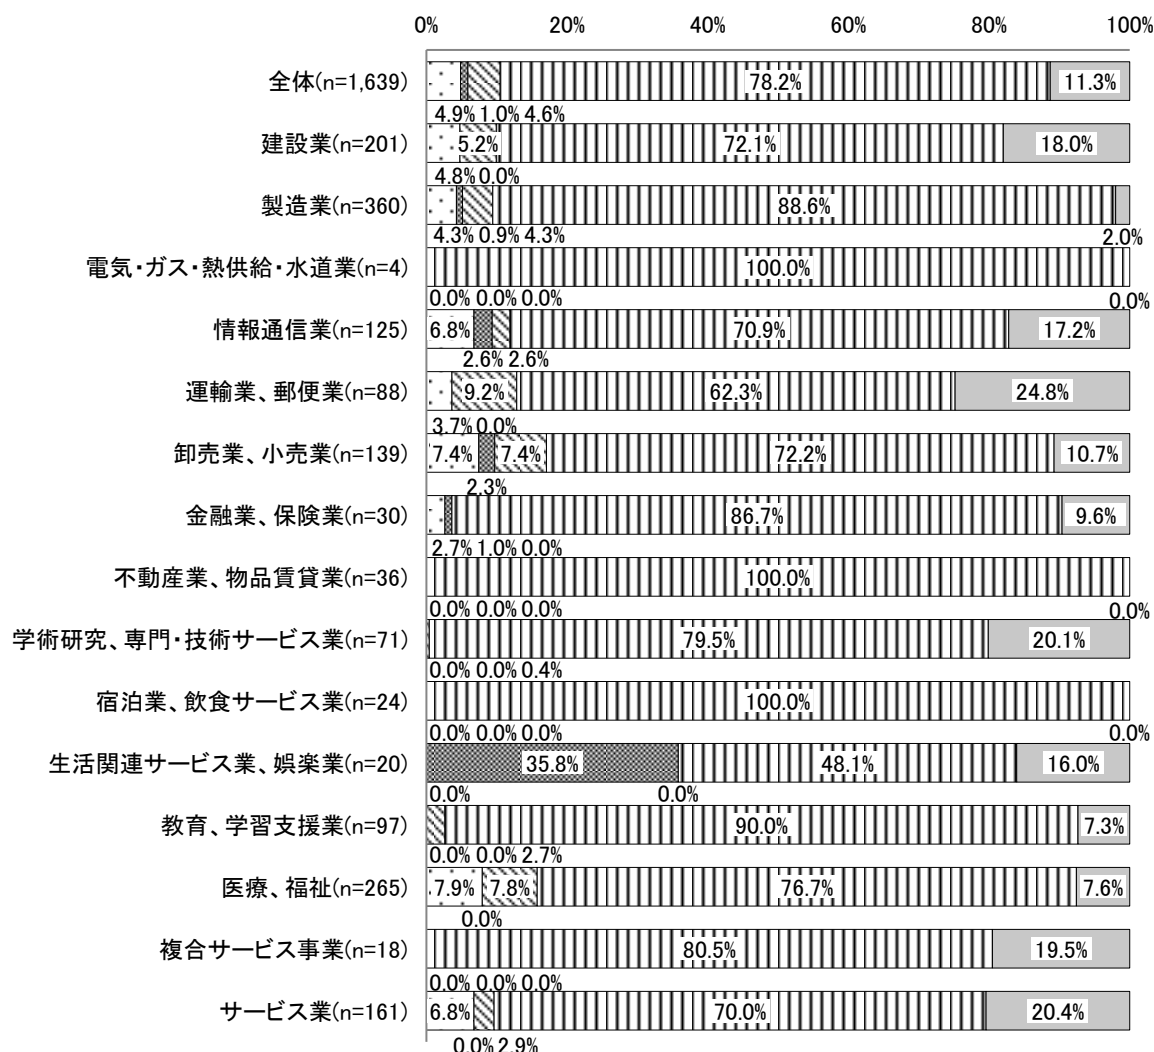 0% 20% 40% 60% 80% 100%
全体(n=1,639) 78.2% 11.3%
4.9% 1.0% 4.6%
建設業(n=201) 5.2% 72.1% 18.0%
4.8% 0.0%
製造業(n=360) 88.6%
4.3% 0.9% 4.3% 2.0%
電気・ガス・熱供給・水道業(n=4) 100.0%
0.0% 0.0% 0.0% 0.0%
情報通信業(n=125) 6.8% 70.9% 17.2%
2.6% 2.6%
運輸業、郵便業(n=88) 9.2% 62.3% 24.8%
3.7% 0.0%
卸売業、小売業(n=139) 7.4% 7.4% 72.2% 10.7%
2.3%
金融業、保険業(n=30) 86.7% 9.6%
2.7% 1.0% 0.0%
不動産業、物品賃貸業(n=36) 100.0%
0.0% 0.0% 0.0% 0.0%
学術研究、専門・技術サービス業(n=71) 79.5% 20.1%
0.0% 0.0% 0.4%
宿泊業、飲食サービス業(n=24) 100.0%
0.0% 0.0% 0.0% 0.0%
生活関連サービス業、娯楽業(n=20) 35.8% 48.1% 16.0%
0.0% 0.0%
教育、学習支援業(n=97) 90.0% 7.3%
0.0% 0.0% 2.7%
医療、福祉(n=265) 7.9% 7.8% 76.7% 7.6%
0.0%
複合サービス事業(n=18) 80.5% 19.5%
0.0% 0.0% 0.0%
サービス業(n=161) 6.8% 70.0% 20.4%
0.0% 2.9%